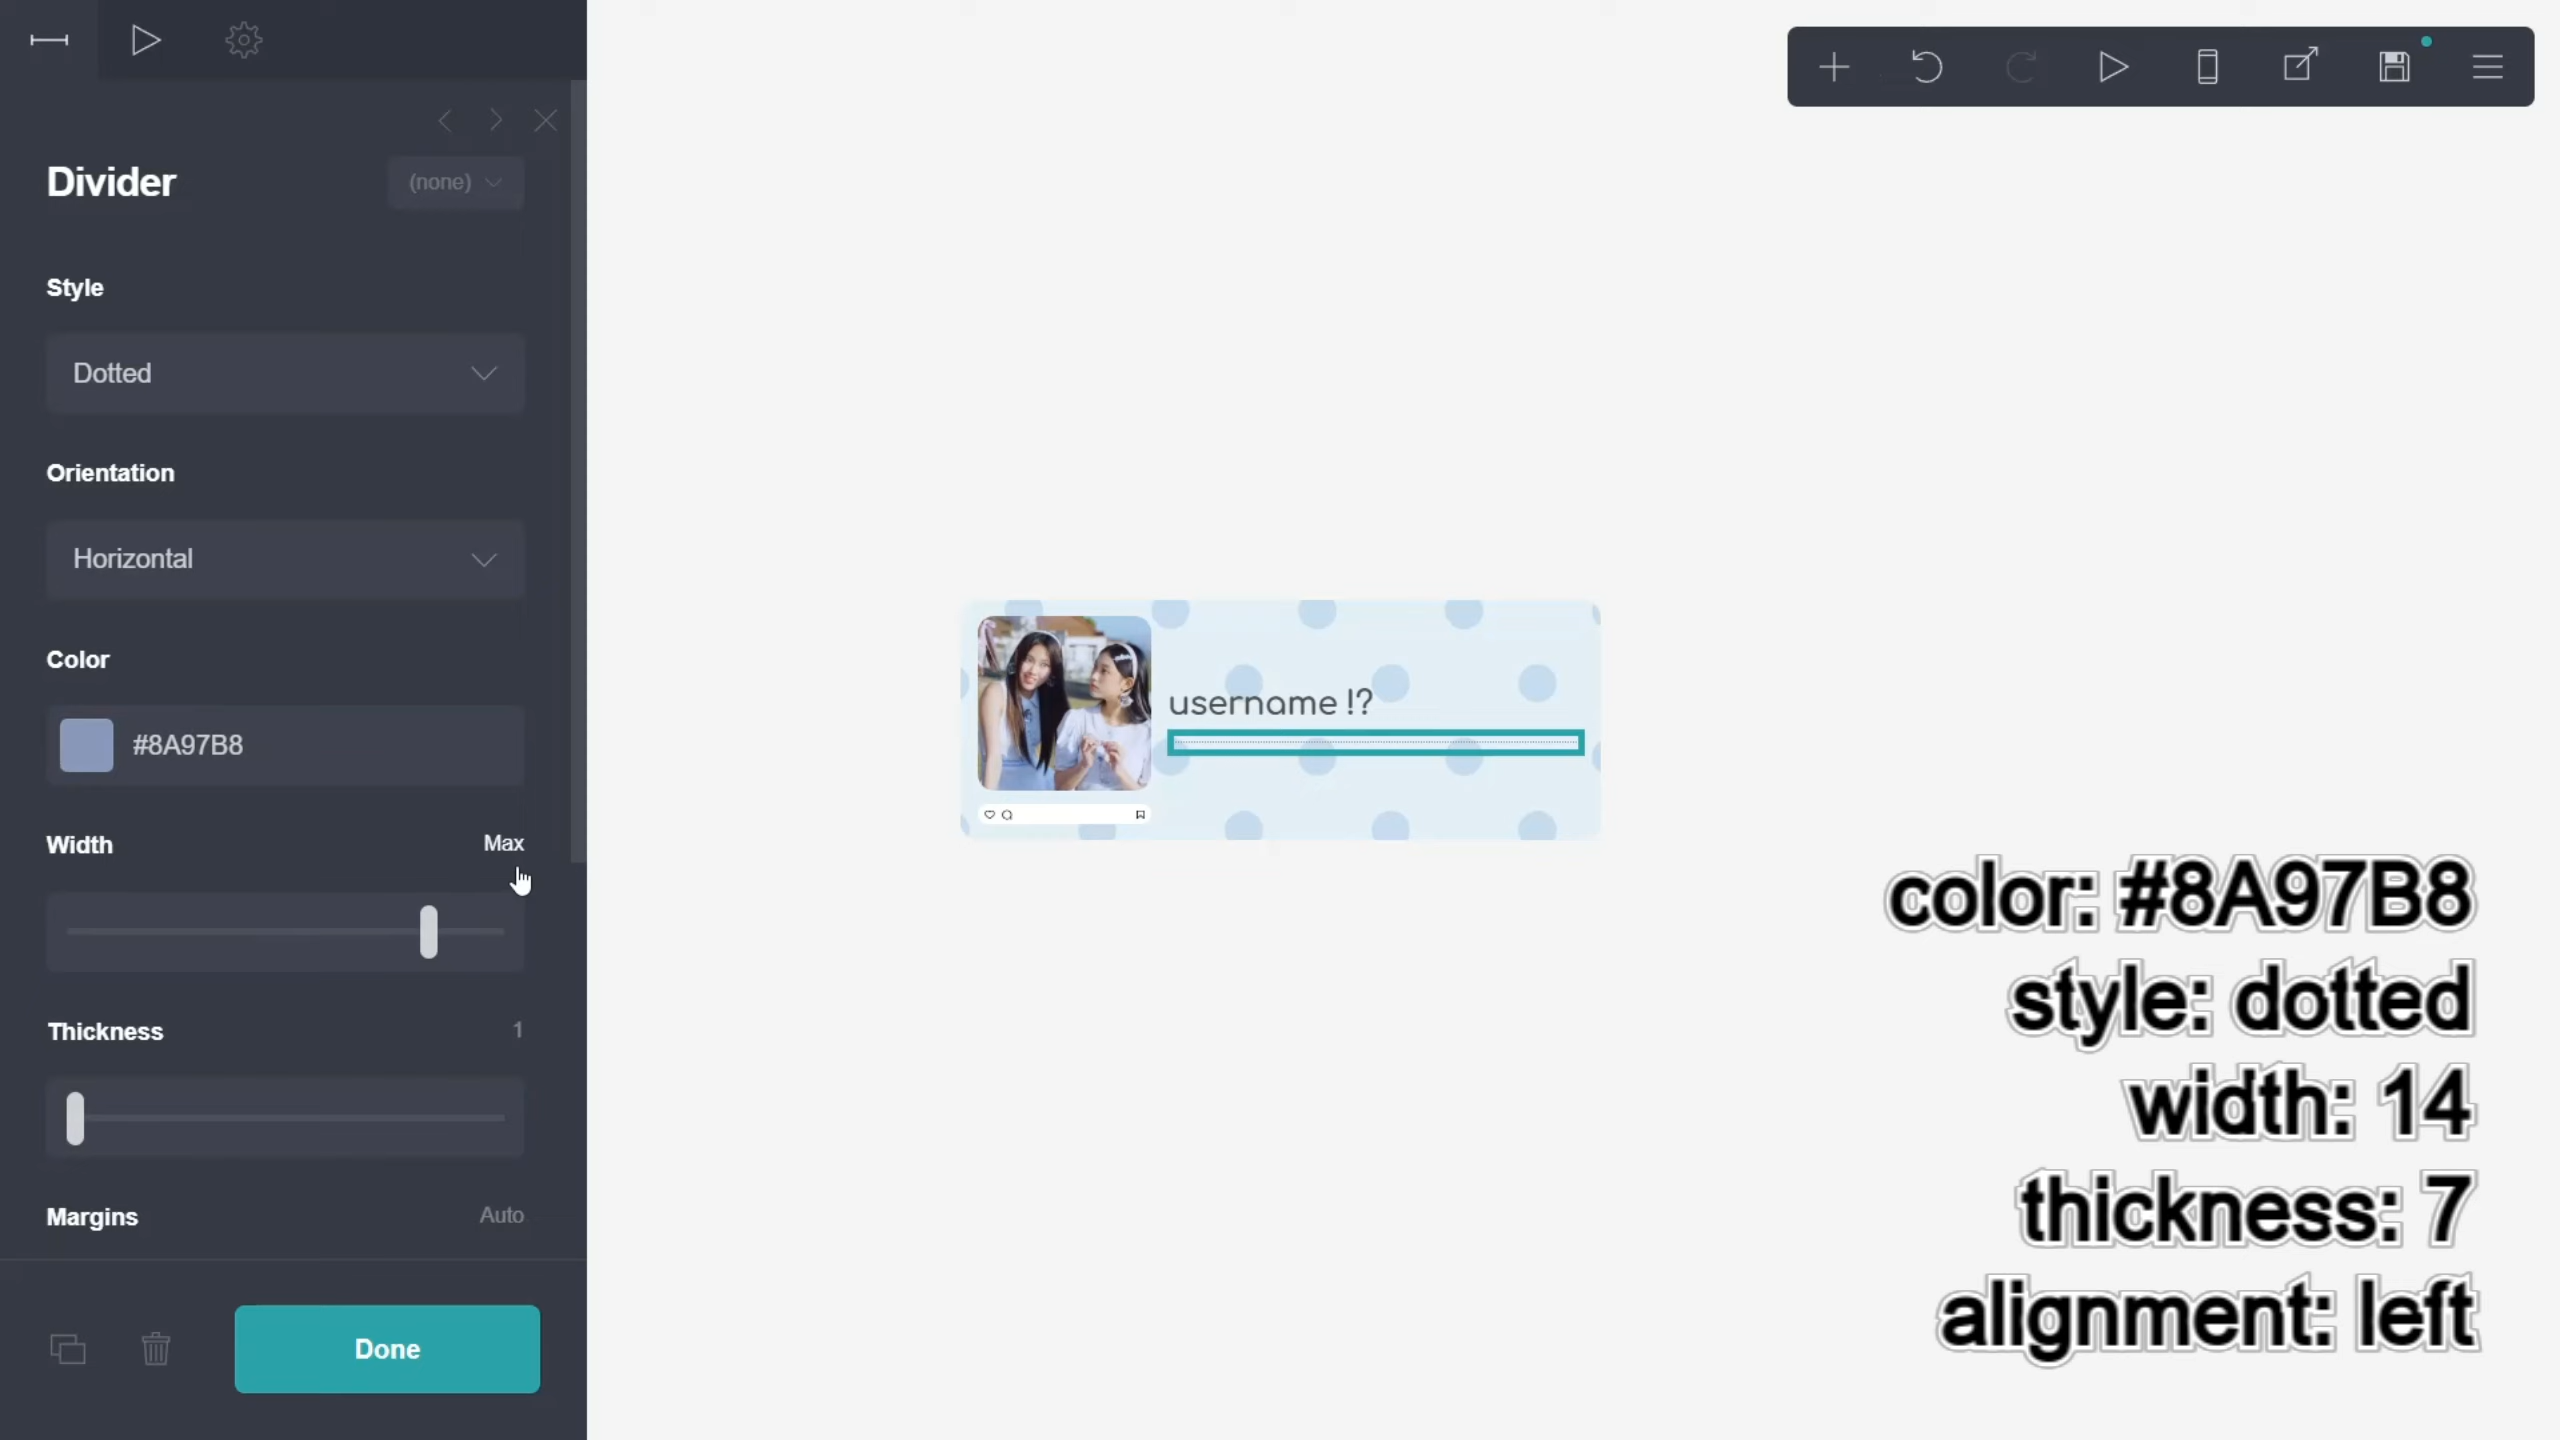 Divider
(none)
Style
Dotted
Orientation
Horizontal
Color
#8A97B8
Width
Max
Thickness
1
Margins
Auto
Done
username !?
color: #8A97B8
style: dotted
width: 14
thickness: 7
alignment: left